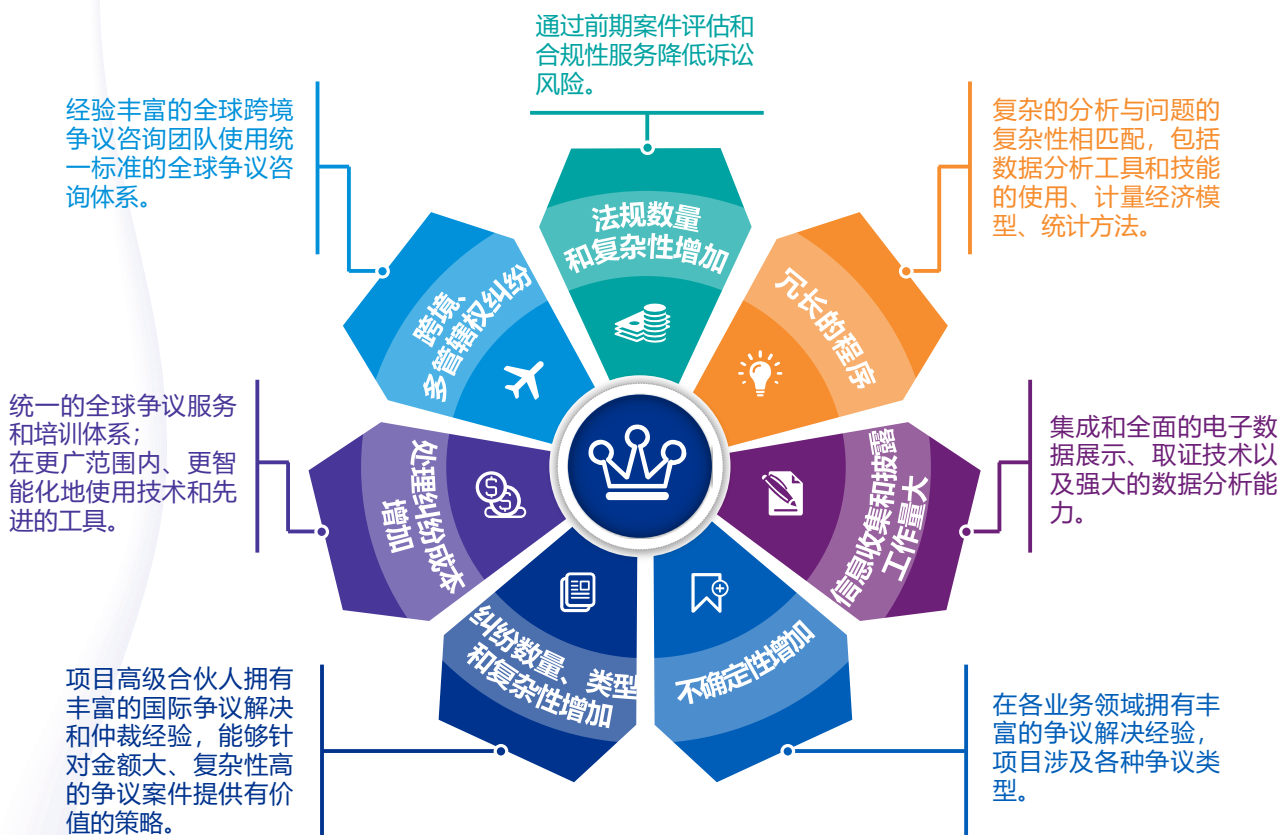 通过前期案件评估和
合规性服务降低诉讼
风险。
经验丰富的全球跨境
争议咨询团队使用统
一标准的全球争议咨
询体系。
复杂的分析与问题的
复杂性相匹配，包括
数据分析工具和技能
的使用、计量经济模
型、统计方法。
法规数量
和复杂性增加
跨境、
多管辖权纠纷
冗长的程序
统一的全球争议服务
和培训体系；
在更广范围内、更智
能化地使用技术和先
进的工具。
处理纠纷成本
增加
信息收集和披露
工作量大
集成和全面的电子数
据展示、取证技术以
及强大的数据分析能
力。
纠纷数量、类型
和复杂性增加
不确定性增加
项目高级合伙人拥有
丰富的国际争议解决
和仲裁经验，能够针
对金额大、复杂性高
的争议案件提供有价
值的策略。
在各业务领域拥有丰
富的争议解决经验，
项目涉及各种争议类
型。